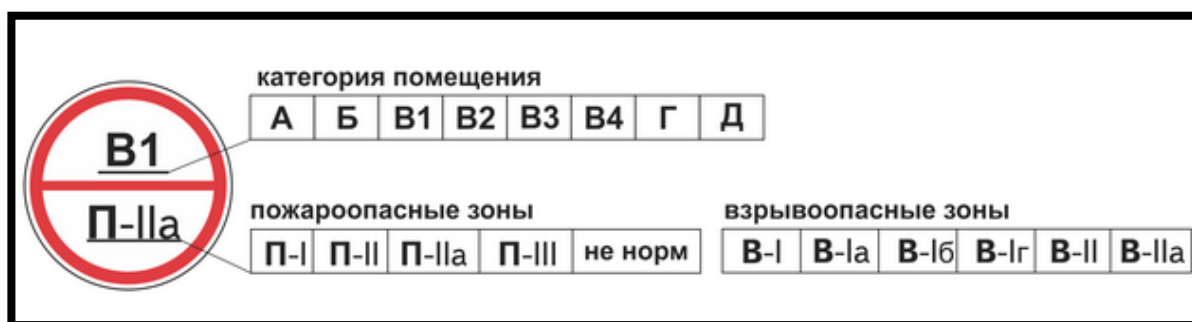 категория помещения
А Б В1 В2 В3 В4 Г Д
В1
П-IIа
пожароопасные зоны
П-I П-II П-IIа П-III не норм
взрывоопасные зоны
В-I В-Iа В-Iб В-Iг В-II В-IIа